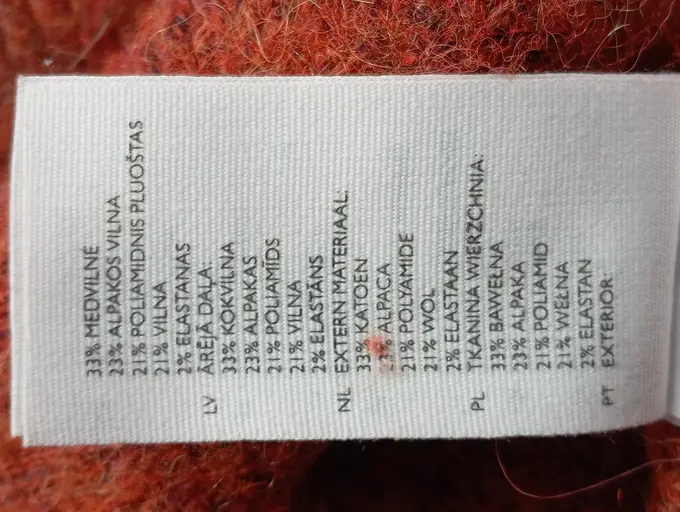 33% MEDVILNĖ
23% ALPAKOS VILNA
21% POLIAMIDNIS PLUOŠTAS
21% VILNA
2% ELASTANAS
LV ĀRĒJĀ DAĻA:
33% KOKVILNA
23% ALPAKAS
21% POLIAMĪDS
21% VILNA
2% ELASTĀNS
NL EXTERN MATERIAAL:
33% KATOEN
23% ALPACA
21% POLYAMIDE
21% WOL
2% ELASTAAN
PL TKANINA WIERZCHNIA:
33% BAWEŁNA
23% ALPAKA
21% POLIAMID
21% WEŁNA
2% ELASTAN
PT EXTERIOR: